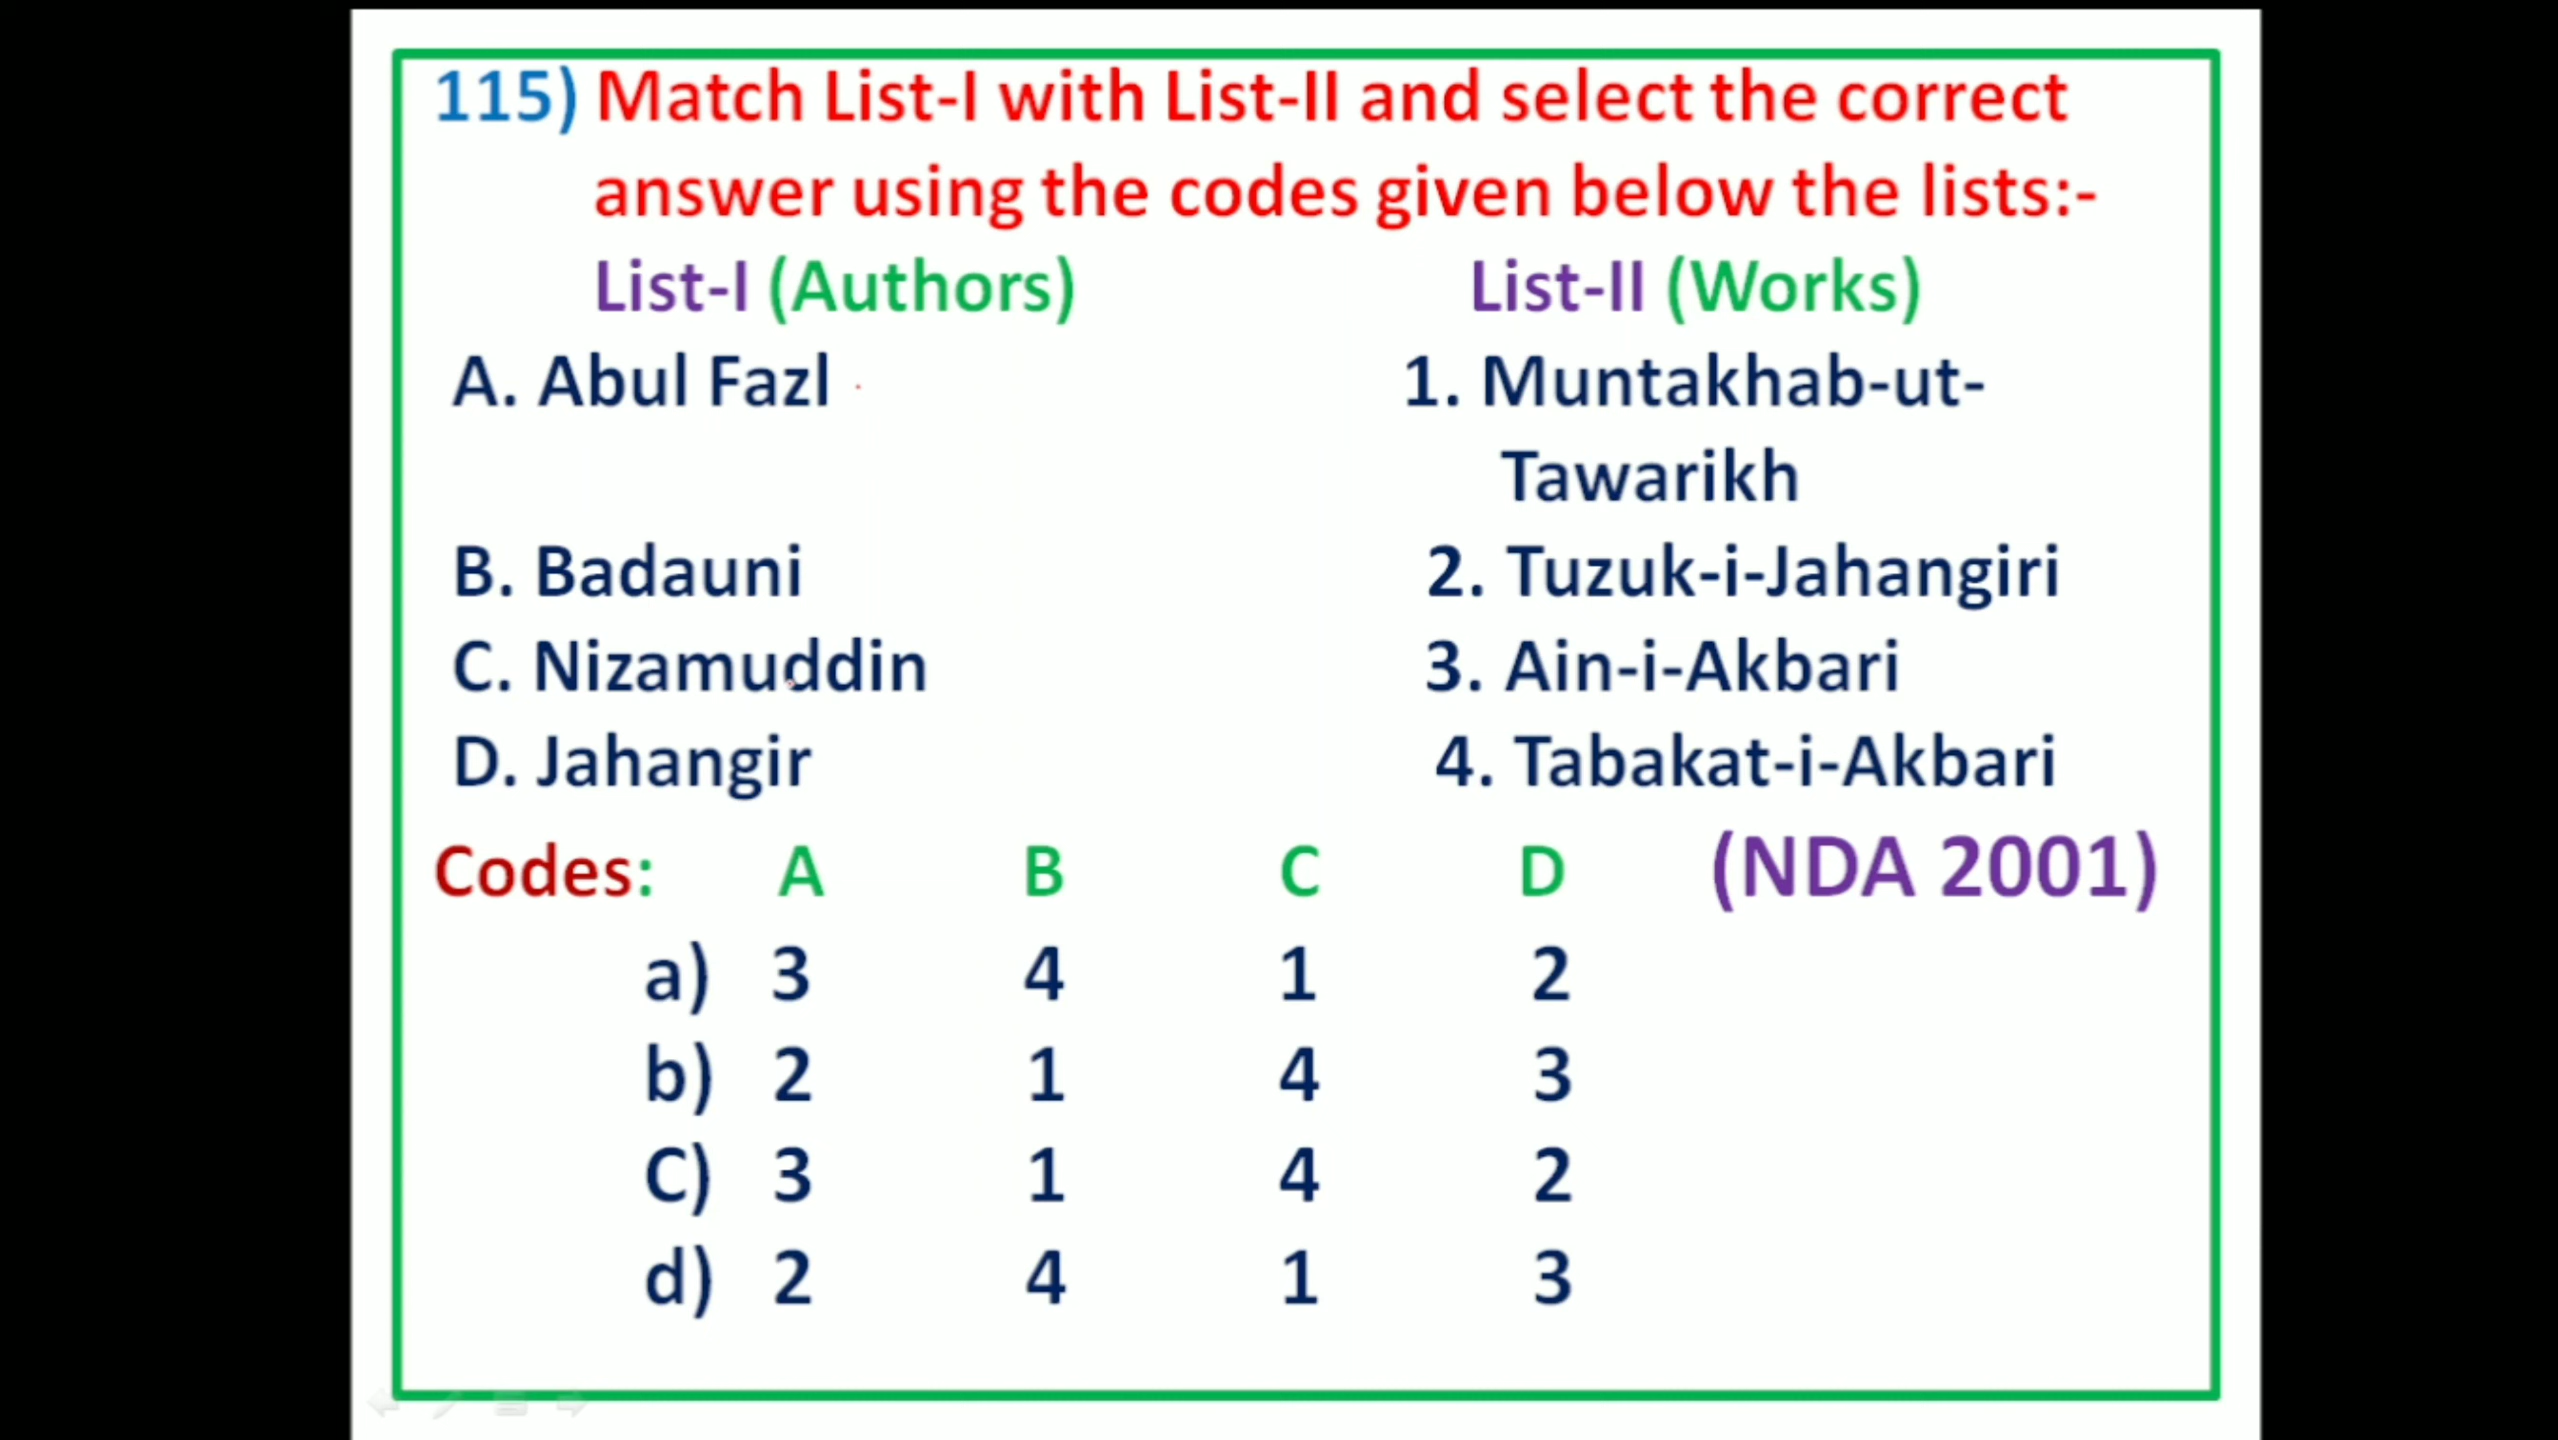 115) Match List-I with List-II and select the correct
answer using the codes given below the lists:-
List-I (Authors) List-II (Works)
A. Abul Fazl 1. Muntakhab-ut-
Tawarikh
B. Badauni 2. Tuzuk-i-Jahangiri
C. Nizamuddin 3. Ain-i-Akbari
D. Jahangir 4. Tabakat-i-Akbari
Codes: A B C D (NDA 2001)
a) 3 4 1 2
b) 2 1 4 3
C) 3 1 4 2
d) 2 4 1 3